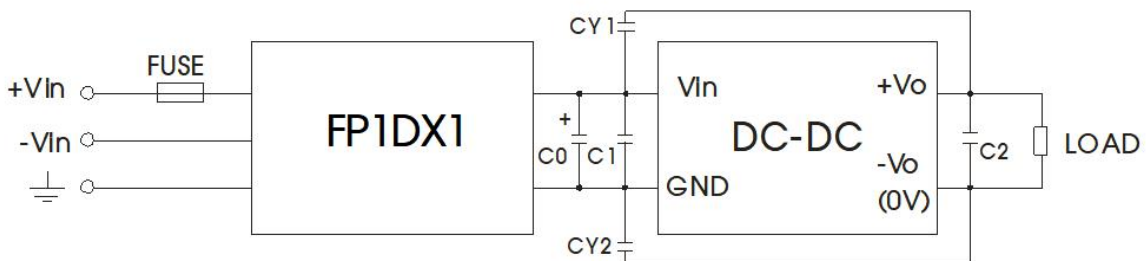 CY1
FUSE
+Vin
-Vin
FP1DX1
+
C0
C1
Vin
GND
DC-DC
+Vo
-Vo
(0V)
C2
LOAD
CY2